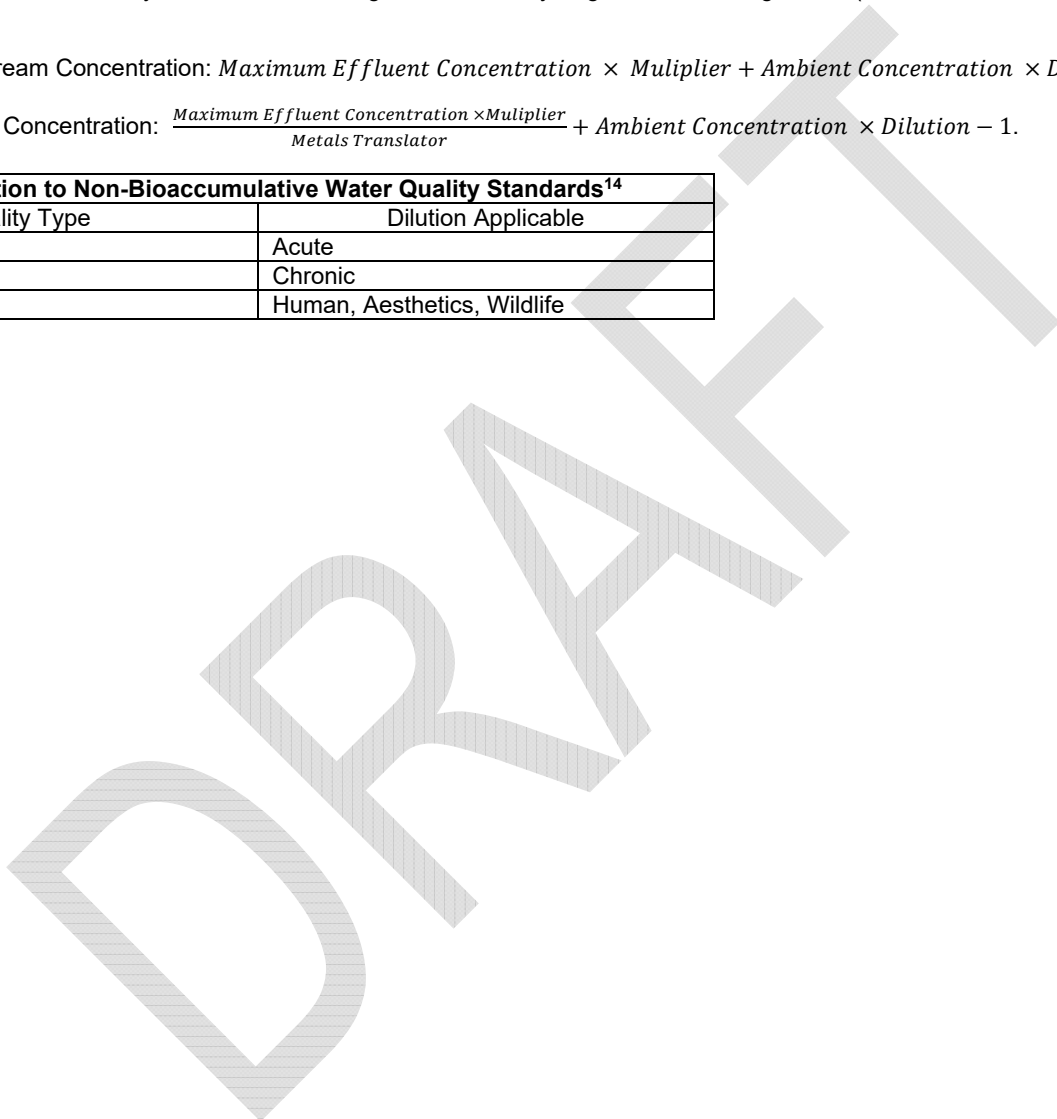 ream Concentration: Maximum Effluent Concentration × Muliplier + Ambient Concentration × D
Concentration: Maximum Effluent Concentration ×Muliplier / Metals Translator + Ambient Concentration × Dilution − 1.
tion to Non-Bioaccumulative Water Quality Standards14
lity Type Dilution Applicable
Acute
Chronic
Human, Aesthetics, Wildlife
DRAFT